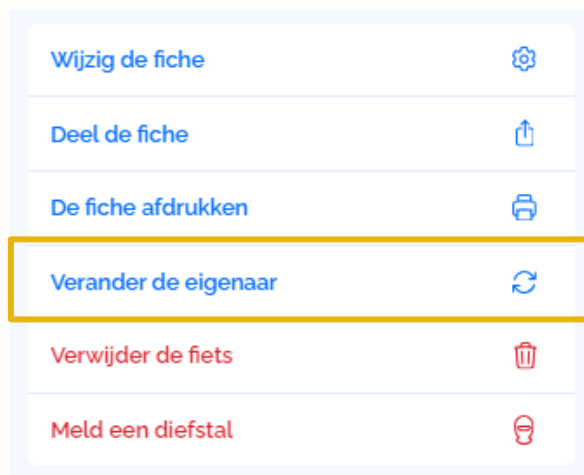 Wijzig de fiche
Deel de fiche
De fiche afdrukken
Verander de eigenaar
Verwijder de fiets
Meld een diefstal